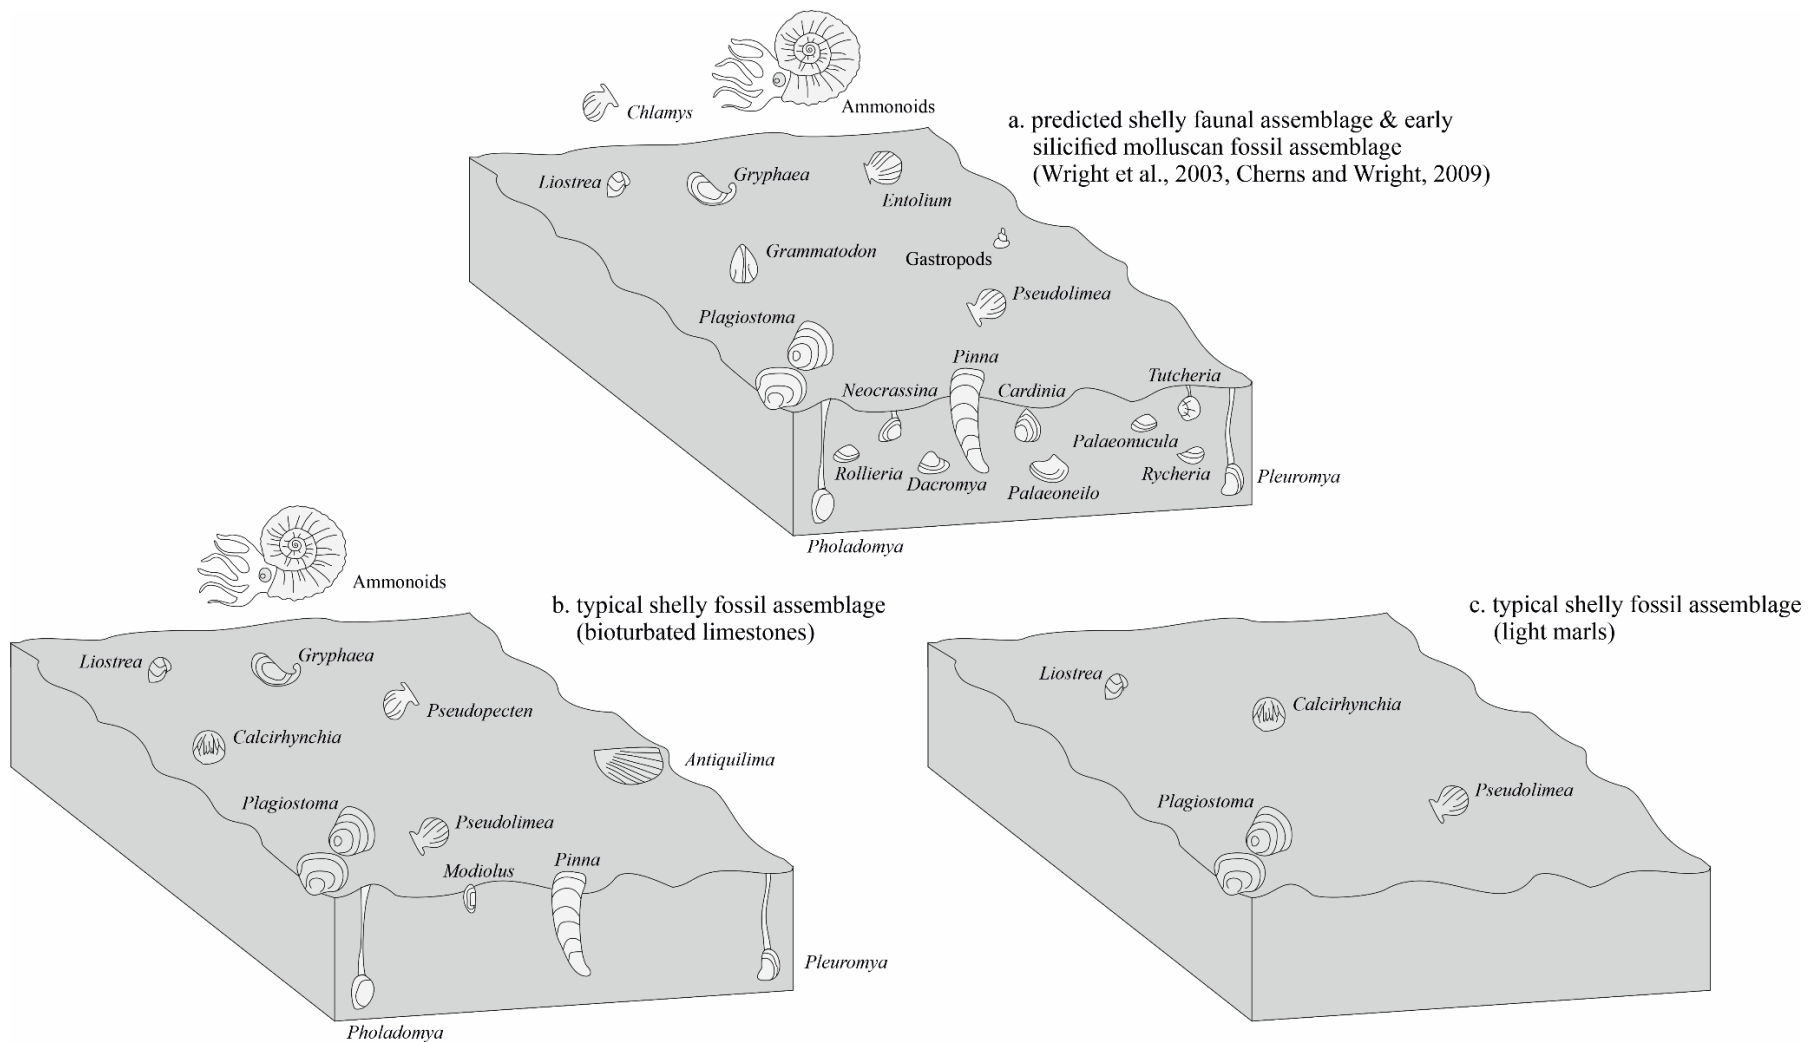 Chlamys
Ammonoids
a. predicted shelly faunal assemblage & early
silicified molluscan fossil assemblage
(Wright et al., 2003, Cherns and Wright, 2009)
Liostrea
Gryphaea
Entolium
Grammatodon
Gastropods
Pseudolimea
Plagiostoma
Pinna
Neocrassina
Cardinia
Tutcheria
Palaeonucula
Rollieria
Dacromya
Palaeoneilo
Rycheria
Pleuromya
Pholadomya
Ammonoids
b. typical shelly fossil assemblage
(bioturbated limestones)
Liostrea
Gryphaea
Pseudopecten
Calcirhynchia
Antiquilima
Plagiostoma
Pseudolimea
Modiolus
Pinna
Pleuromya
Pholadomya
c. typical shelly fossil assemblage
(light marls)
Liostrea
Calcirhynchia
Plagiostoma
Pseudolimea